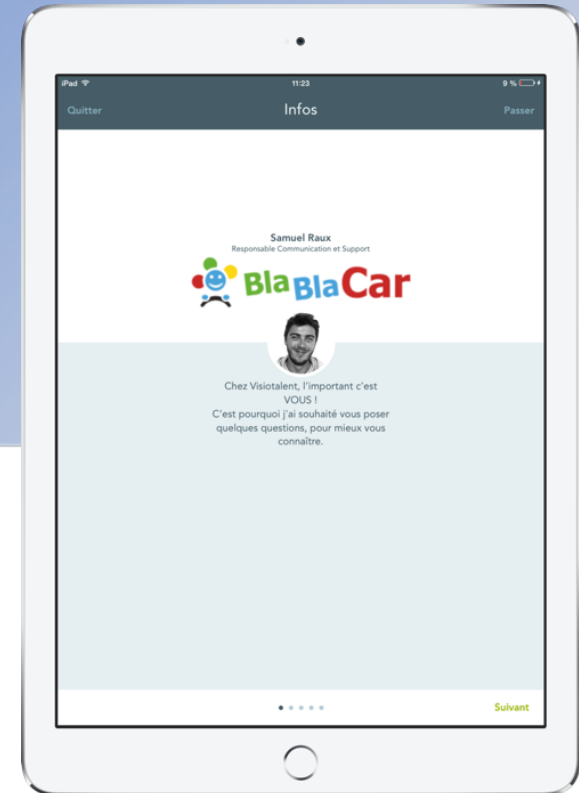 iPad 11:23 9 %
Quitter Infos Passer
Samuel Raux
Responsable Communication et Support
BlaBlaCar
Chez Visiotalent, l'important c'est
VOUS !
C'est pourquoi j'ai souhaité vous poser
quelques questions, pour mieux vous
connaître.
Suivant